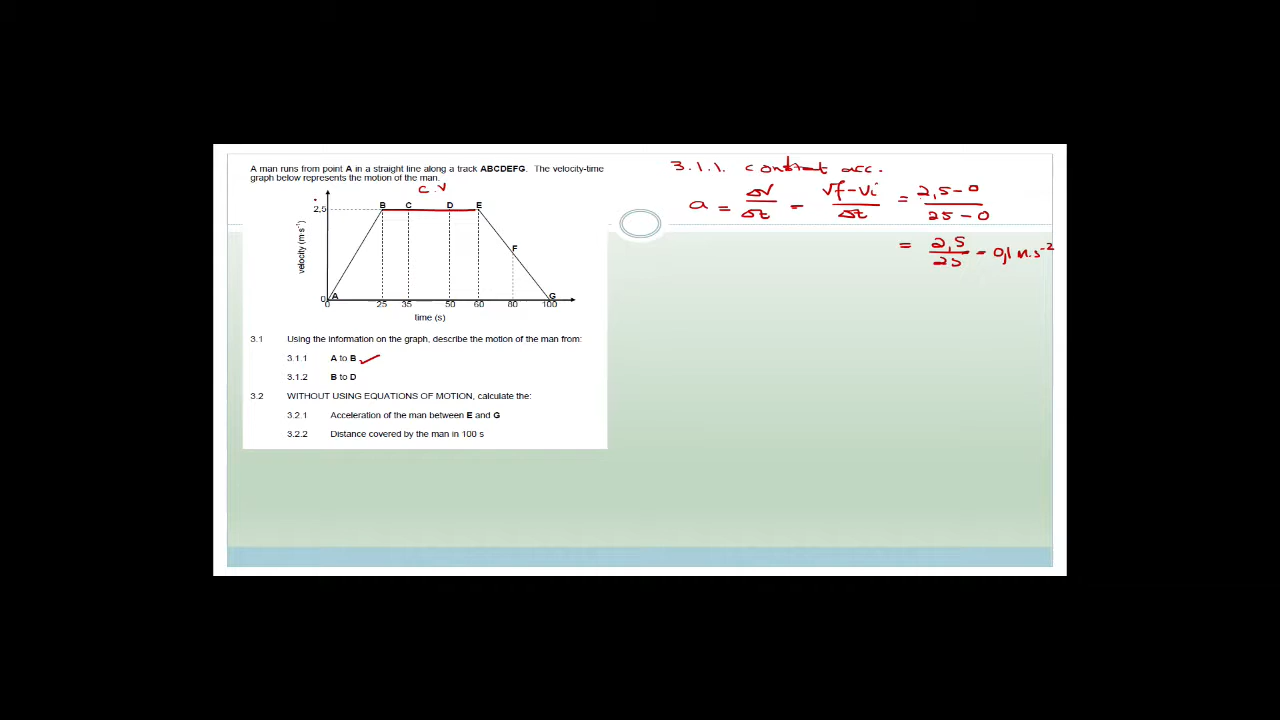 A man runs from point A in a straight line along a track ABCDEFG. The velocity-time
graph below represents the motion of the man.
C.V
2,5
B C D E
F
velocity (m·s⁻¹)
0 A G
0 25 35 50 60 80 100
time (s)
3.1 Using the information on the graph, describe the motion of the man from:
3.1.1 A to B ✓
3.1.2 B to D
3.2 WITHOUT USING EQUATIONS OF MOTION, calculate the:
3.2.1 Acceleration of the man between E and G
3.2.2 Distance covered by the man in 100 s
3.1.1. constant acc.
a = Δv/Δt = Vf-Vi/Δt = 2,5-0/25-0
= 2,5/25 = 0,1 m.s⁻²